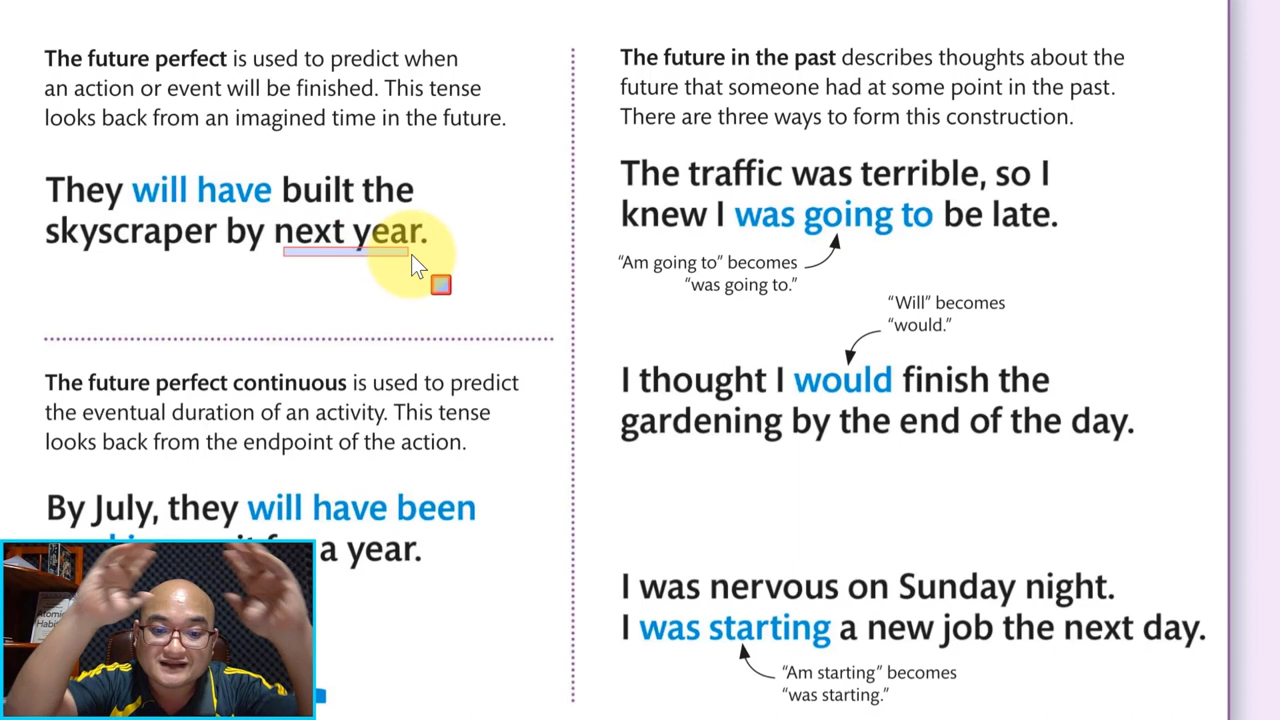 The future perfect is used to predict when
an action or event will be finished. This tense
looks back from an imagined time in the future.
They will have built the
skyscraper by next year.
The future perfect continuous is used to predict
the eventual duration of an activity. This tense
looks back from the endpoint of the action.
By July, they will have been
a year.
The future in the past describes thoughts about the
future that someone had at some point in the past.
There are three ways to form this construction.
The traffic was terrible, so I
knew I was going to be late.
“Am going to” becomes
“was going to.”
“Will” becomes
“would.”
I thought I would finish the
gardening by the end of the day.
I was nervous on Sunday night.
I was starting a new job the next day.
“Am starting” becomes
“was starting.”